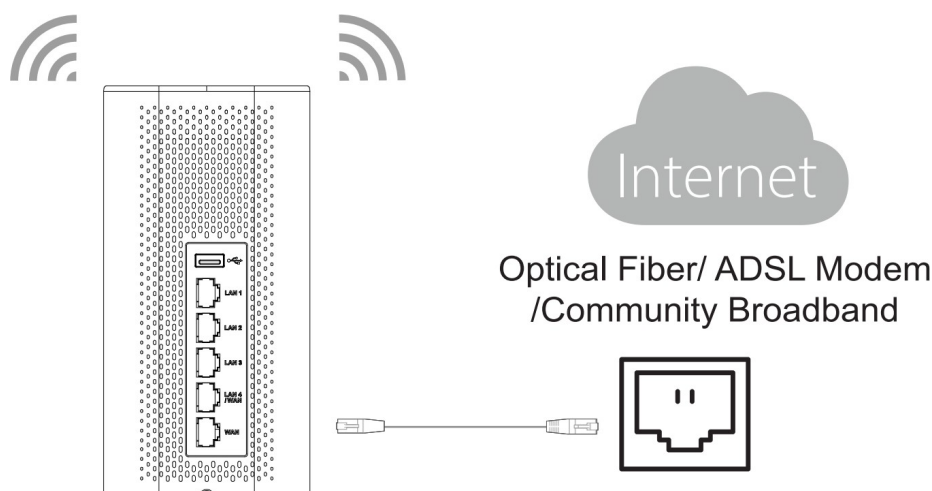 Internet
Optical Fiber/ ADSL Modem
/Community Broadband
LAN 1
LAN 2
LAN 3
LAN 4
/WAN
WAN